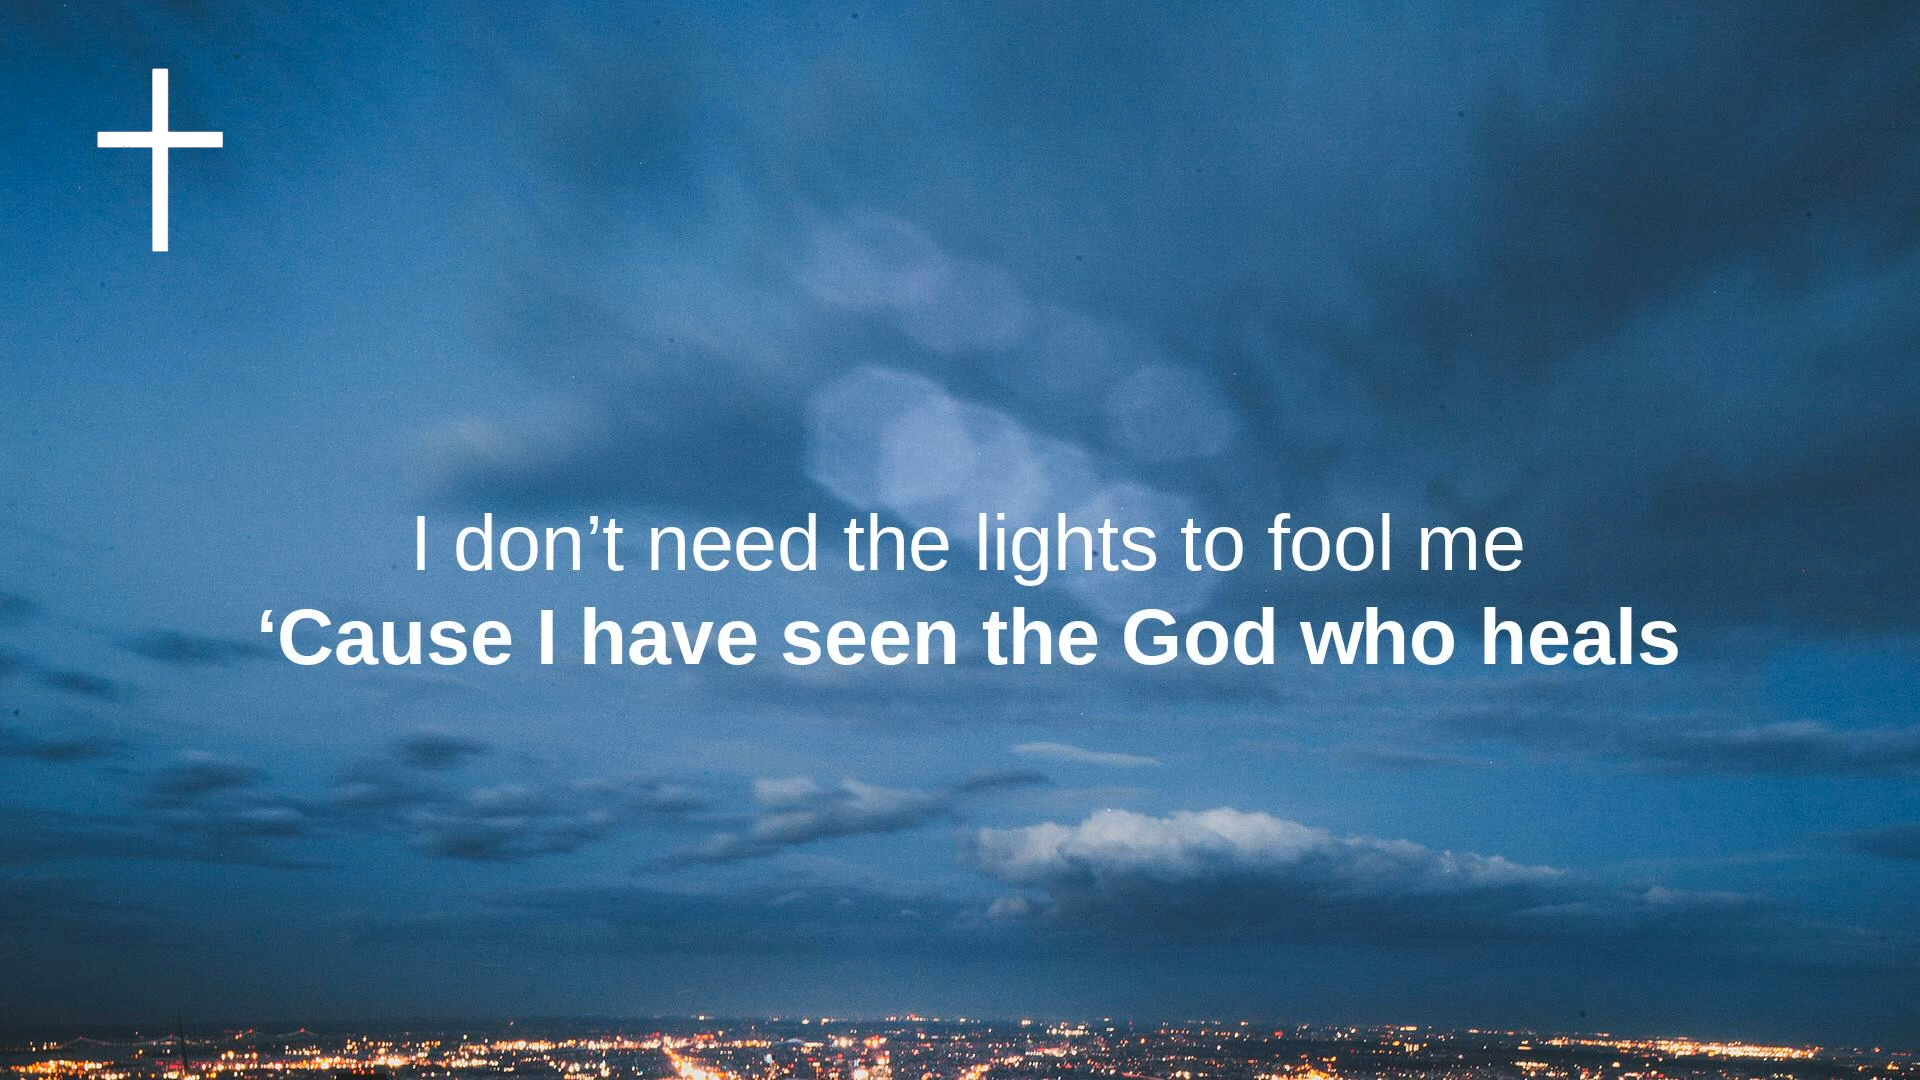 I don’t need the lights to fool me
‘Cause I have seen the God who heals